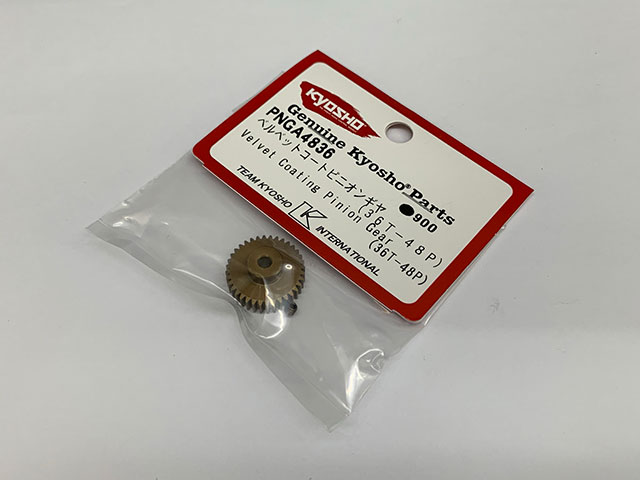 KYOSHO
Genuine Kyosho® Parts
PNGA4836
●900
ベルベットコートピニオンギヤ
(36T-48P)
Velvet Coating Pinion Gear
(36T-48P)
TEAM KYOSHO K INTERNATIONAL